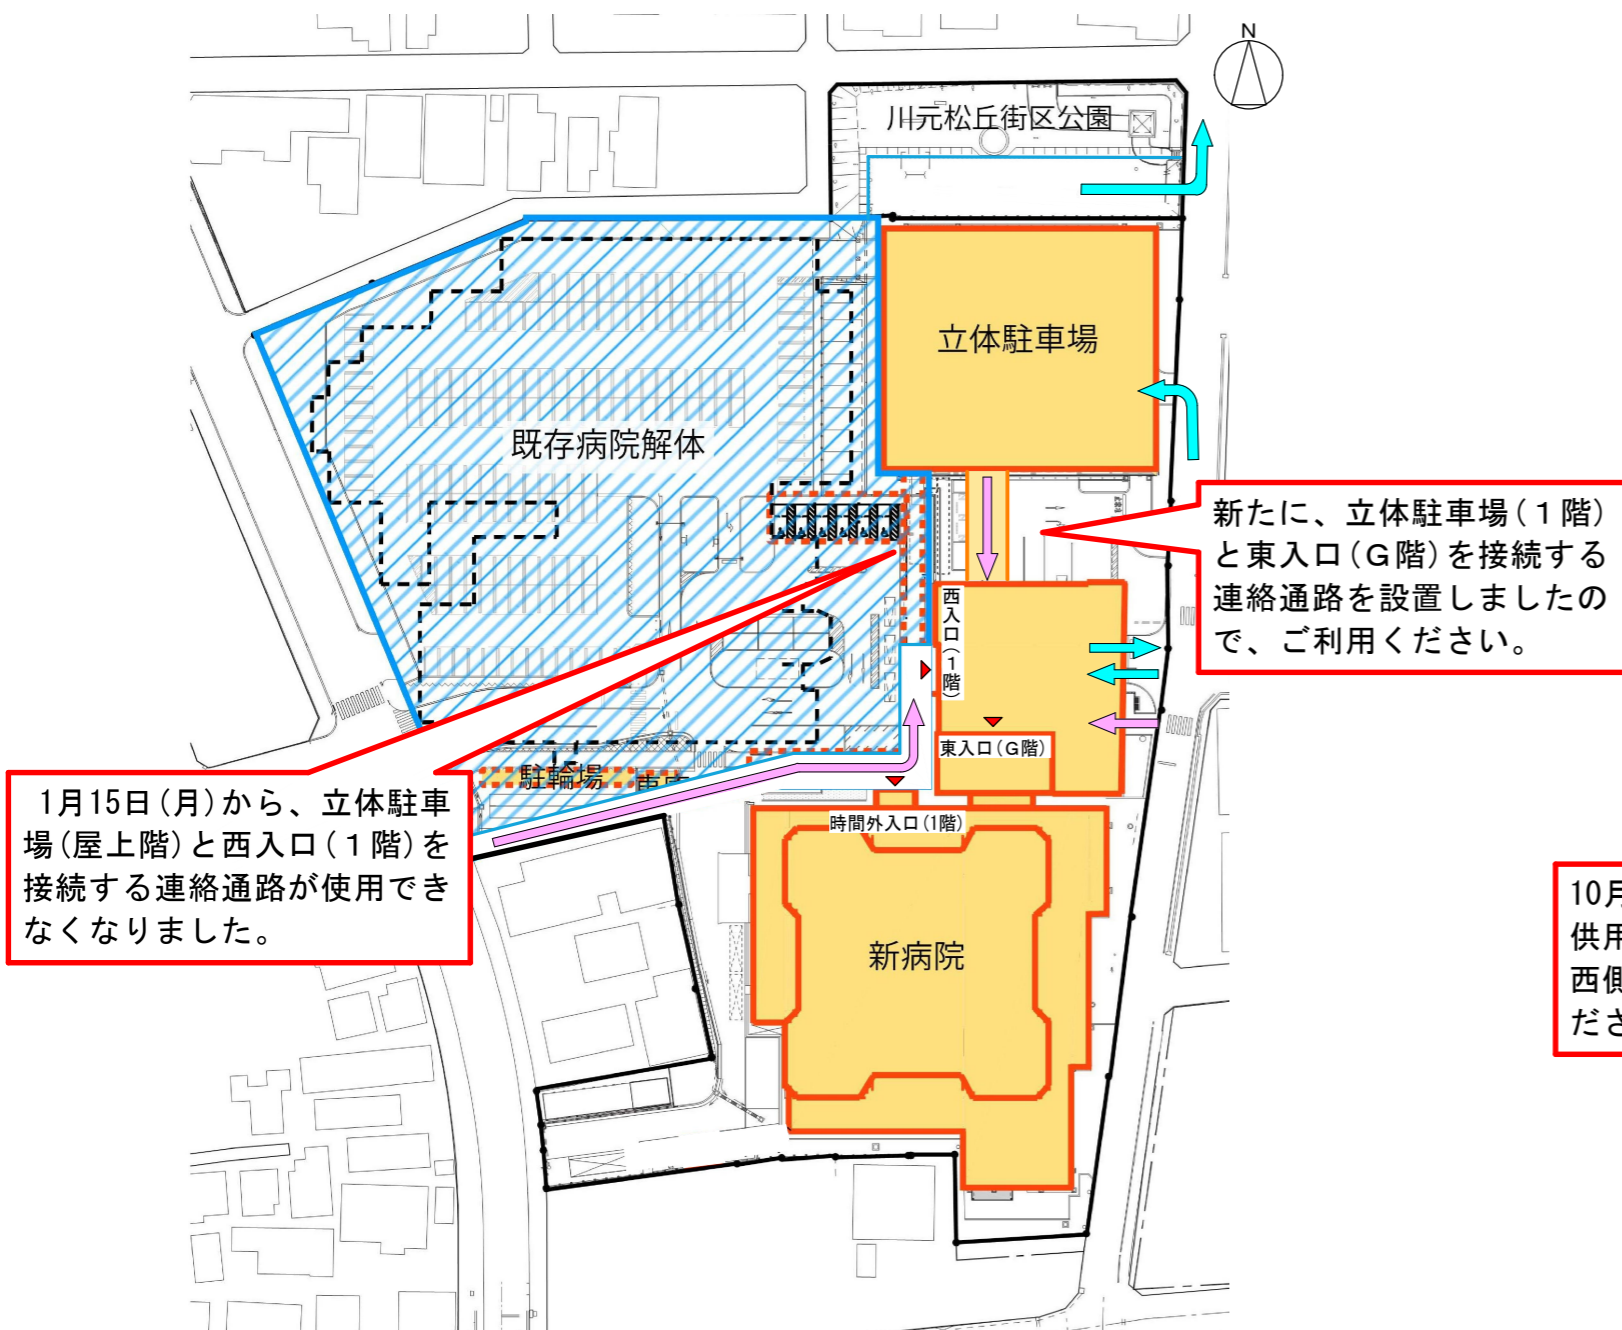 N
川元松丘街区公園
立体駐車場
既存病院解体
新たに、立体駐車場(１階)
と東入口(Ｇ階)を接続する
連絡通路を設置しましたの
で、ご利用ください。
西入口(１階)
東入口(Ｇ階)
駐輪場
時間外入口(1階)
1月15日(月)から、立体駐車
場(屋上階)と西入口(１階)を
接続する連絡通路が使用でき
なくなりました。
新病院
10月
供用
西側
ださ